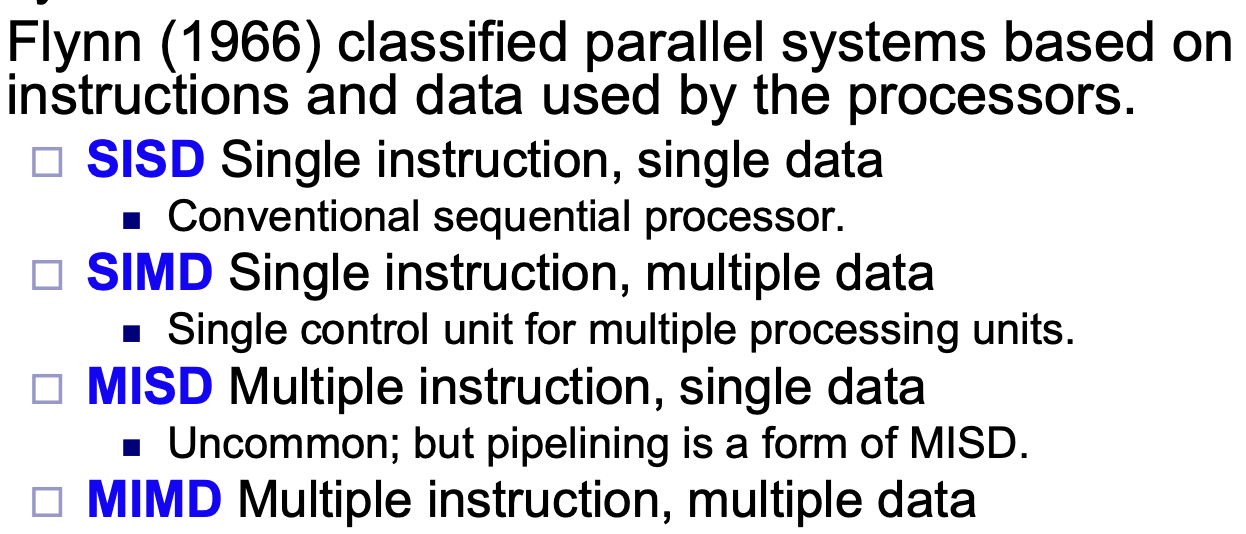 Flynn (1966) classified parallel systems based on
instructions and data used by the processors.
SISD Single instruction, single data
Conventional sequential processor.
SIMD Single instruction, multiple data
Single control unit for multiple processing units.
MISD Multiple instruction, single data
Uncommon; but pipelining is a form of MISD.
MIMD Multiple instruction, multiple data